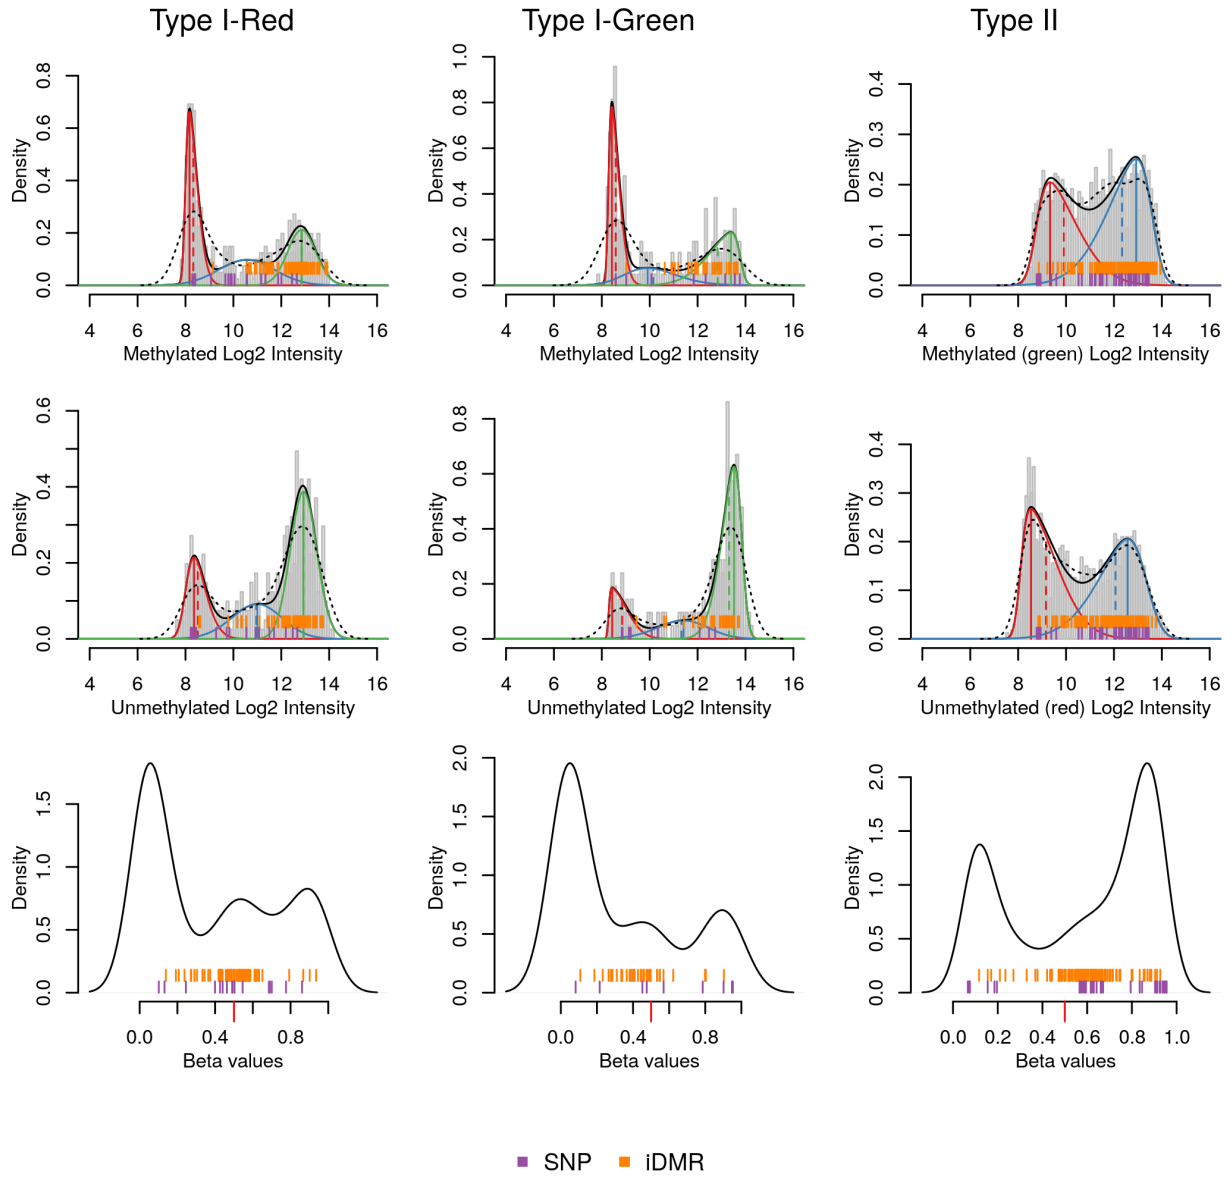 Type I-Red Type I-Green Type II
Density 0.0 0.2 0.4 0.6 0.8
4 6 8 10 12 14 16
Methylated Log2 Intensity
Density 0.0 0.2 0.4 0.6 0.8 1.0
4 6 8 10 12 14 16
Methylated Log2 Intensity
Density 0.0 0.1 0.2 0.3 0.4
4 6 8 10 12 14 16
Methylated (green) Log2 Intensity
Density 0.0 0.2 0.4 0.6
4 6 8 10 12 14 16
Unmethylated Log2 Intensity
Density 0.0 0.2 0.4 0.6 0.8
4 6 8 10 12 14 16
Unmethylated Log2 Intensity
Density 0.0 0.1 0.2 0.3 0.4
4 6 8 10 12 14 16
Unmethylated (red) Log2 Intensity
Density 0.0 0.5 1.0 1.5
0.0 0.4 0.8
Beta values
Density 0.0 0.5 1.0 1.5 2.0
0.0 0.4 0.8
Beta values
Density 0.0 0.5 1.0 1.5 2.0
0.0 0.2 0.4 0.6 0.8 1.0
Beta values
SNP iDMR